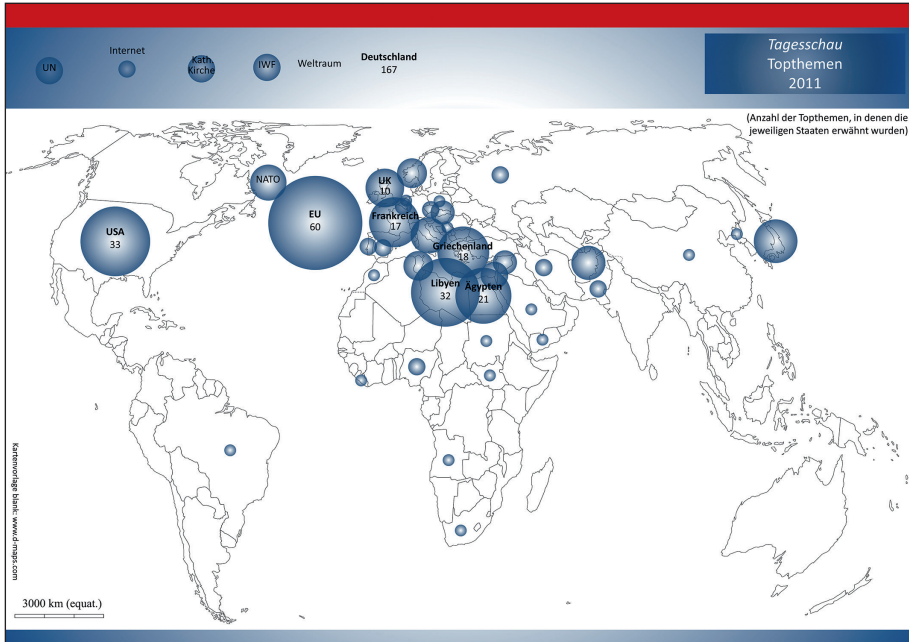 UN
Internet
Kath.
Kirche
IWF
Weltraum
Deutschland
167
Tagesschau
Topthemen
2011
(Anzahl der Topthemen, in denen die
jeweiligen Staaten erwähnt wurden)
NATO
EU
60
UK
10
Frankreich
17
USA
33
Griechenland
18
Libyen
32
Ägypten
21
Kartenvorlage blank: www.d-maps.com
3000 km (equat.)